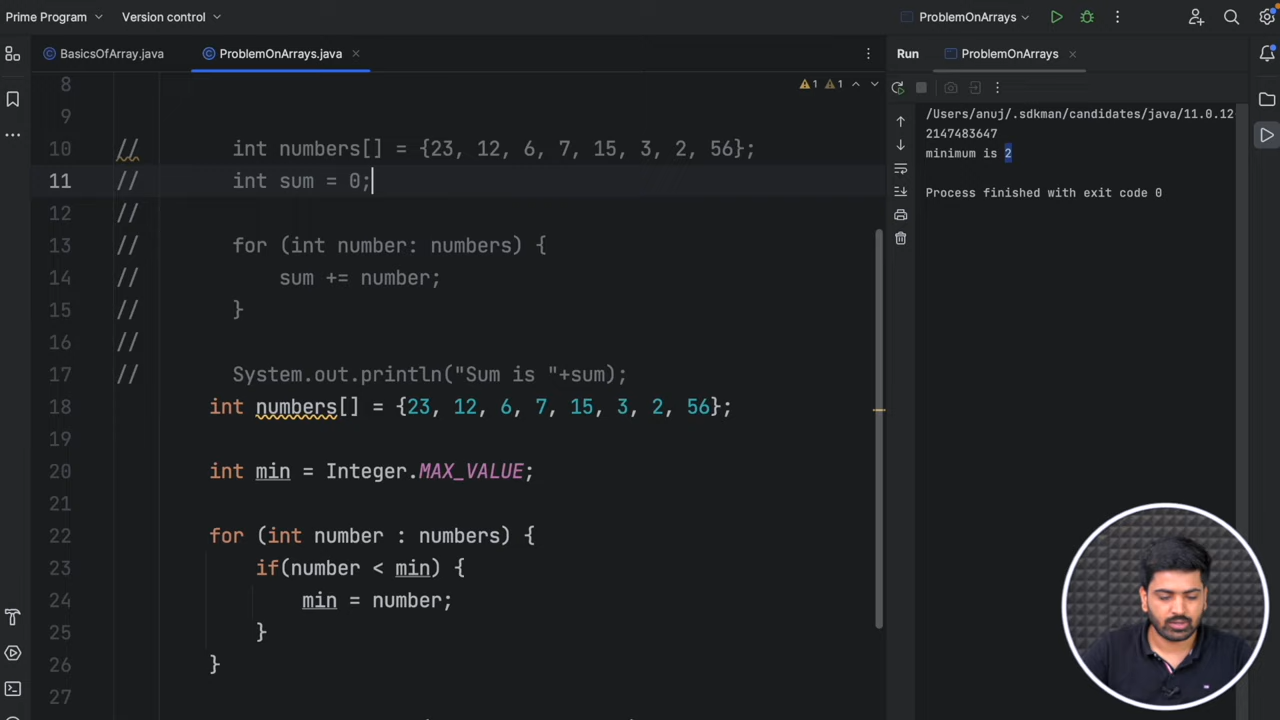 Prime Program Version control ProblemOnArrays
BasicsOfArray.java ProblemOnArrays.java Run ProblemOnArrays
8
9
10 // int numbers[] = {23, 12, 6, 7, 15, 3, 2, 56};
11 // int sum = 0;
12 //
13 // for (int number: numbers) {
14 // sum += number;
15 // }
16 //
17 // System.out.println("Sum is "+sum);
18 int numbers[] = {23, 12, 6, 7, 15, 3, 2, 56};
19
20 int min = Integer.MAX_VALUE;
21
22 for (int number : numbers) {
23 if(number < min) {
24 min = number;
25 }
26 }
27
1 1
/Users/anuj/.sdkman/candidates/java/11.0.12
2147483647
minimum is 2
Process finished with exit code 0